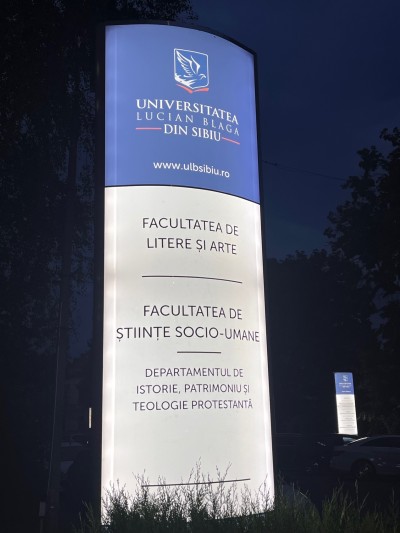 UNIVERSITATEA
LUCIAN BLAGA
DIN SIBIU
www.ulbsibiu.ro
FACULTATEA DE
LITERE ȘI ARTE
FACULTATEA DE
ȘTIINȚE SOCIO-UMANE
DEPARTAMENTUL DE
ISTORIE, PATRIMONIU ȘI
TEOLOGIE PROTESTANTĂ